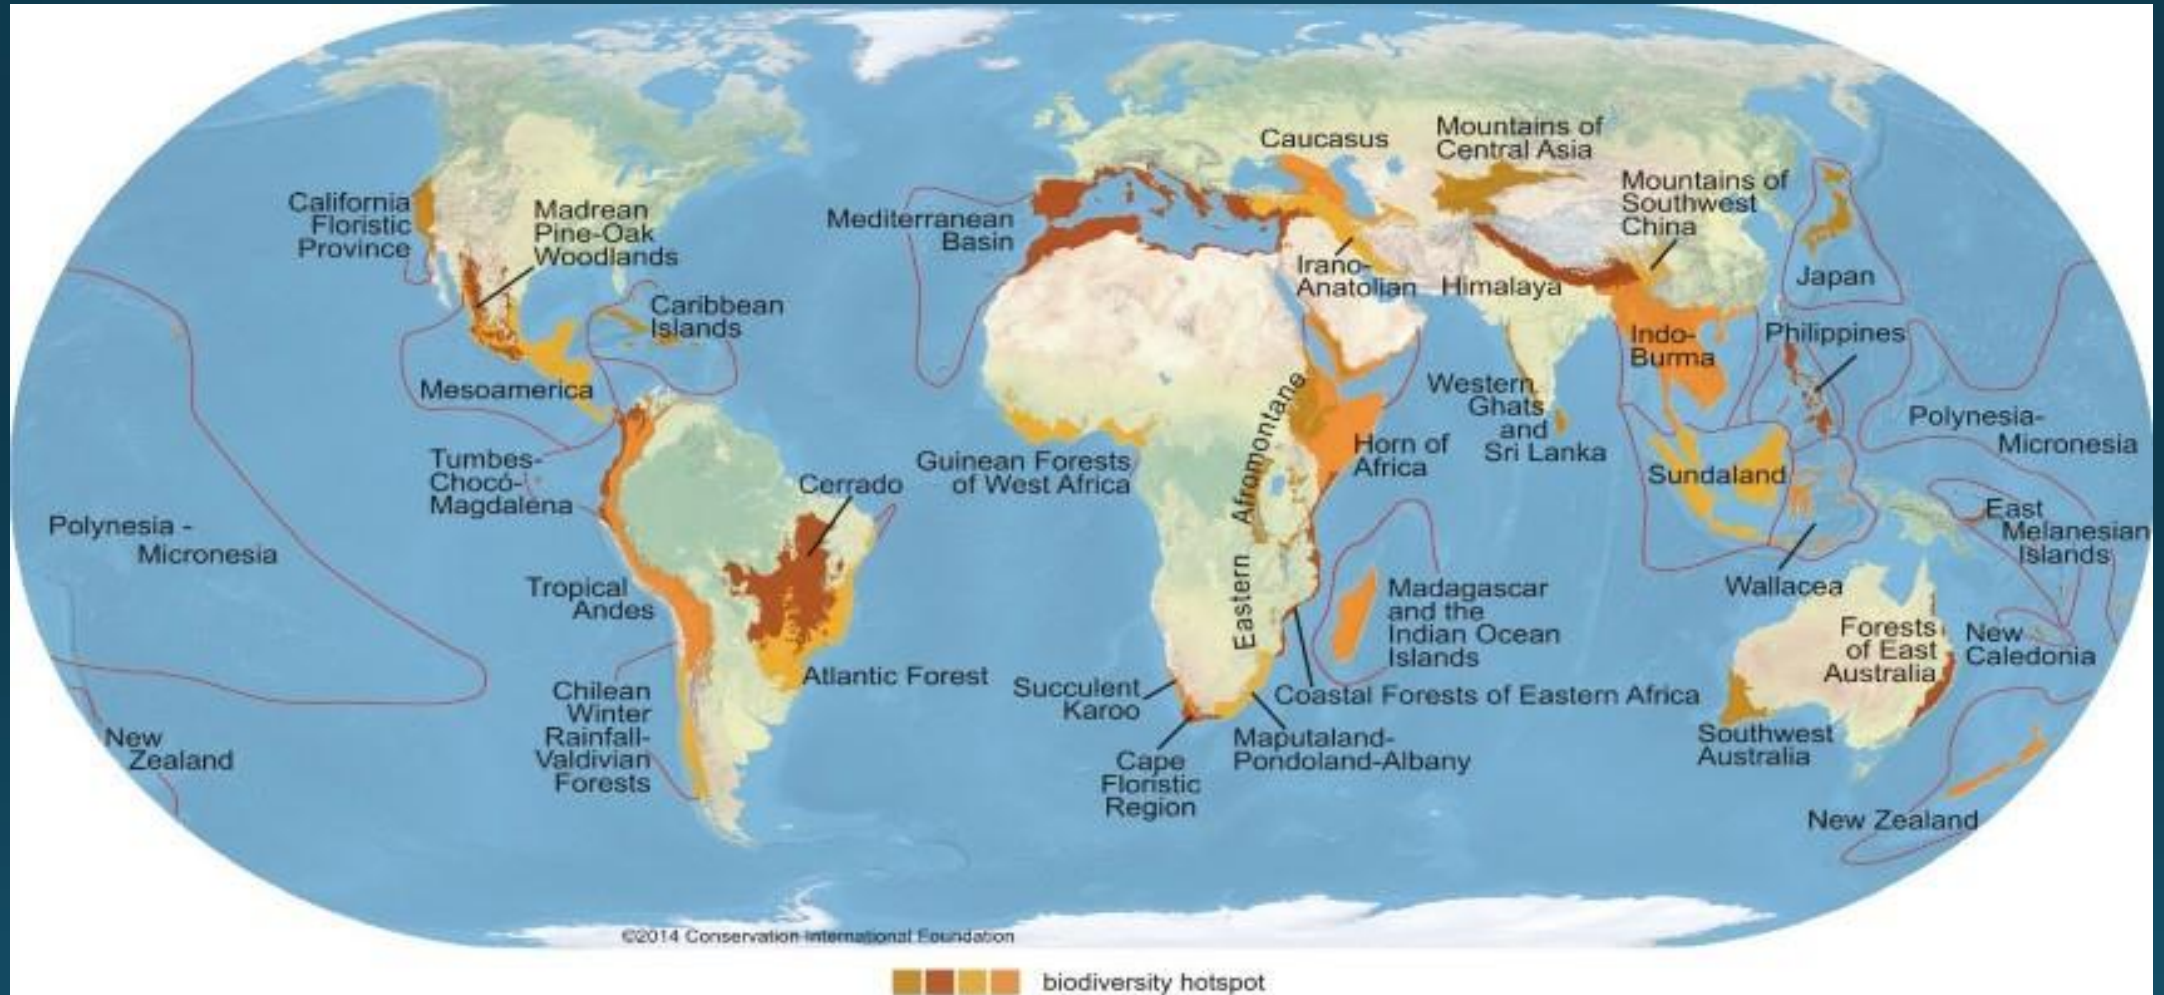 California
Floristic
Province
Madrean
Pine-Oak
Woodlands
Caribbean
Islands
Mesoamerica
Tumbes-
Chocó-
Magdalena
Cerrado
Polynesia -
Micronesia
Tropical
Andes
Atlantic Forest
Chilean
Winter
Rainfall-
Valdivian
Forests
New
Zealand
Mediterranean
Basin
Caucasus
Mountains of
Central Asia
Mountains of
Southwest
China
Irano-
Anatolian
Himalaya
Japan
Indo-
Burma
Philippines
Western
Ghats
and
Sri Lanka
Guinean Forests
of West Africa
Eastern Afromontane
Horn of
Africa
Sundaland
Polynesia-
Micronesia
East
Melanesian
Islands
Wallacea
Madagascar
and the
Indian Ocean
Islands
Forests
of East
Australia
New
Caledonia
Succulent
Karoo
Coastal Forests of Eastern Africa
Cape
Floristic
Region
Maputaland-
Pondoland-Albany
Southwest
Australia
New Zealand
©2014 Conservation International Foundation
biodiversity hotspot